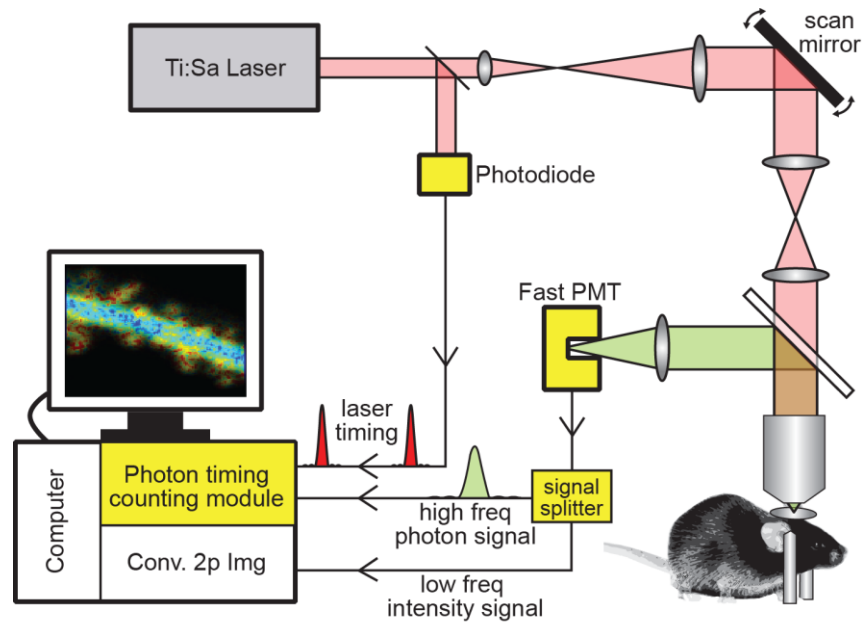 scan
mirror
Ti:Sa Laser
Photodiode
Fast PMT
laser
timing
Photon timing
counting module
signal
splitter
high freq
photon signal
Computer
Conv. 2p Img
low freq
intensity signal